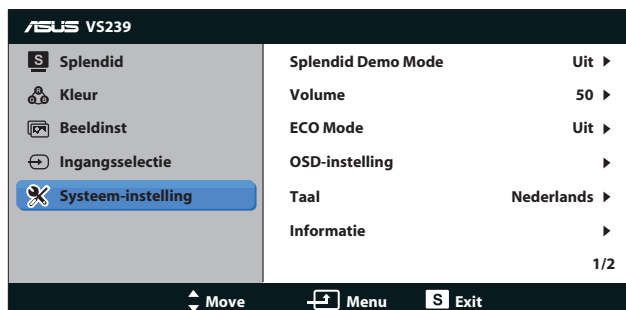 ASUS VS239
S Splendid
Kleur
Beeldinst
Ingangsselectie
Systeem-instelling
Splendid Demo Mode Uit
Volume 50
ECO Mode Uit
OSD-instelling
Taal Nederlands
Informatie
1/2
Move Menu S Exit